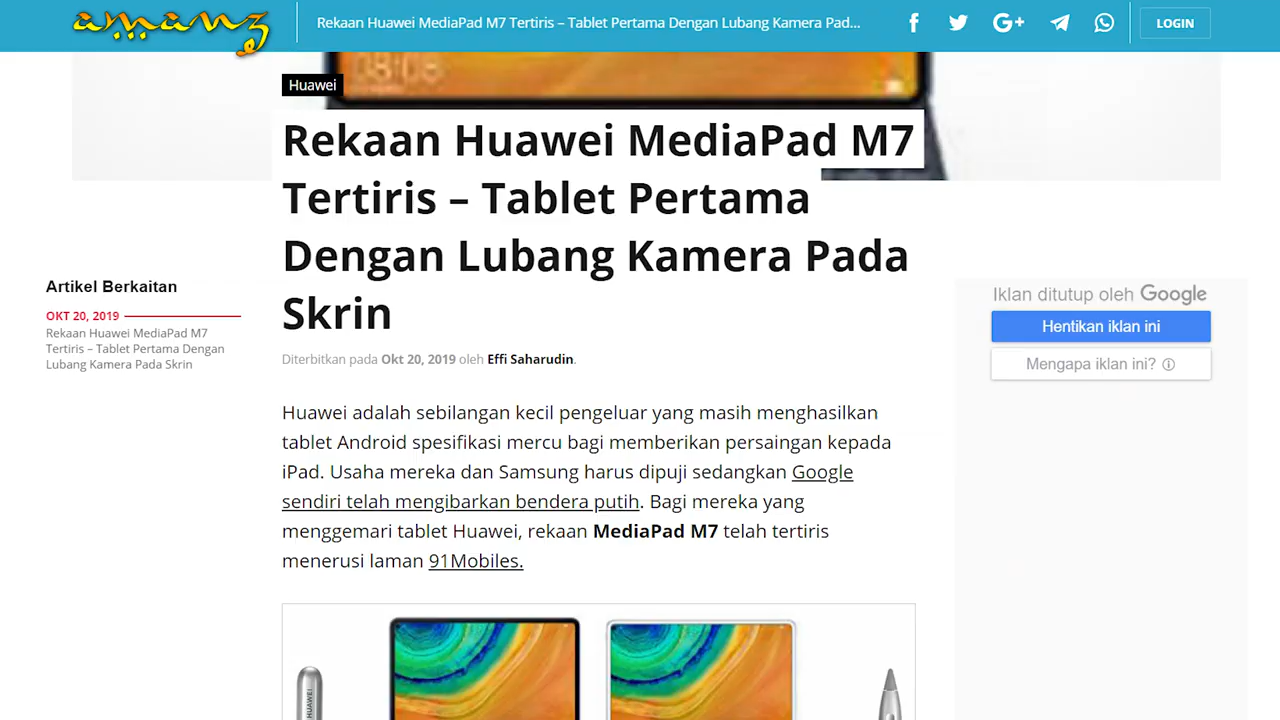 amanz
Rekaan Huawei MediaPad M7 Tertiris – Tablet Pertama Dengan Lubang Kamera Pad...
LOGIN
08:08
Huawei
Rekaan Huawei MediaPad M7
Tertiris – Tablet Pertama
Dengan Lubang Kamera Pada
Skrin
Diterbitkan pada Okt 20, 2019 oleh Effi Saharudin.
Artikel Berkaitan
OKT 20, 2019
Rekaan Huawei MediaPad M7
Tertiris – Tablet Pertama Dengan
Lubang Kamera Pada Skrin
Iklan ditutup oleh Google
Hentikan iklan ini
Mengapa iklan ini?
Huawei adalah sebilangan kecil pengeluar yang masih menghasilkan
tablet Android spesifikasi mercu bagi memberikan persaingan kepada
iPad. Usaha mereka dan Samsung harus dipuji sedangkan Google
sendiri telah mengibarkan bendera putih. Bagi mereka yang
menggemari tablet Huawei, rekaan MediaPad M7 telah tertiris
menerusi laman 91Mobiles.
HUAWEI